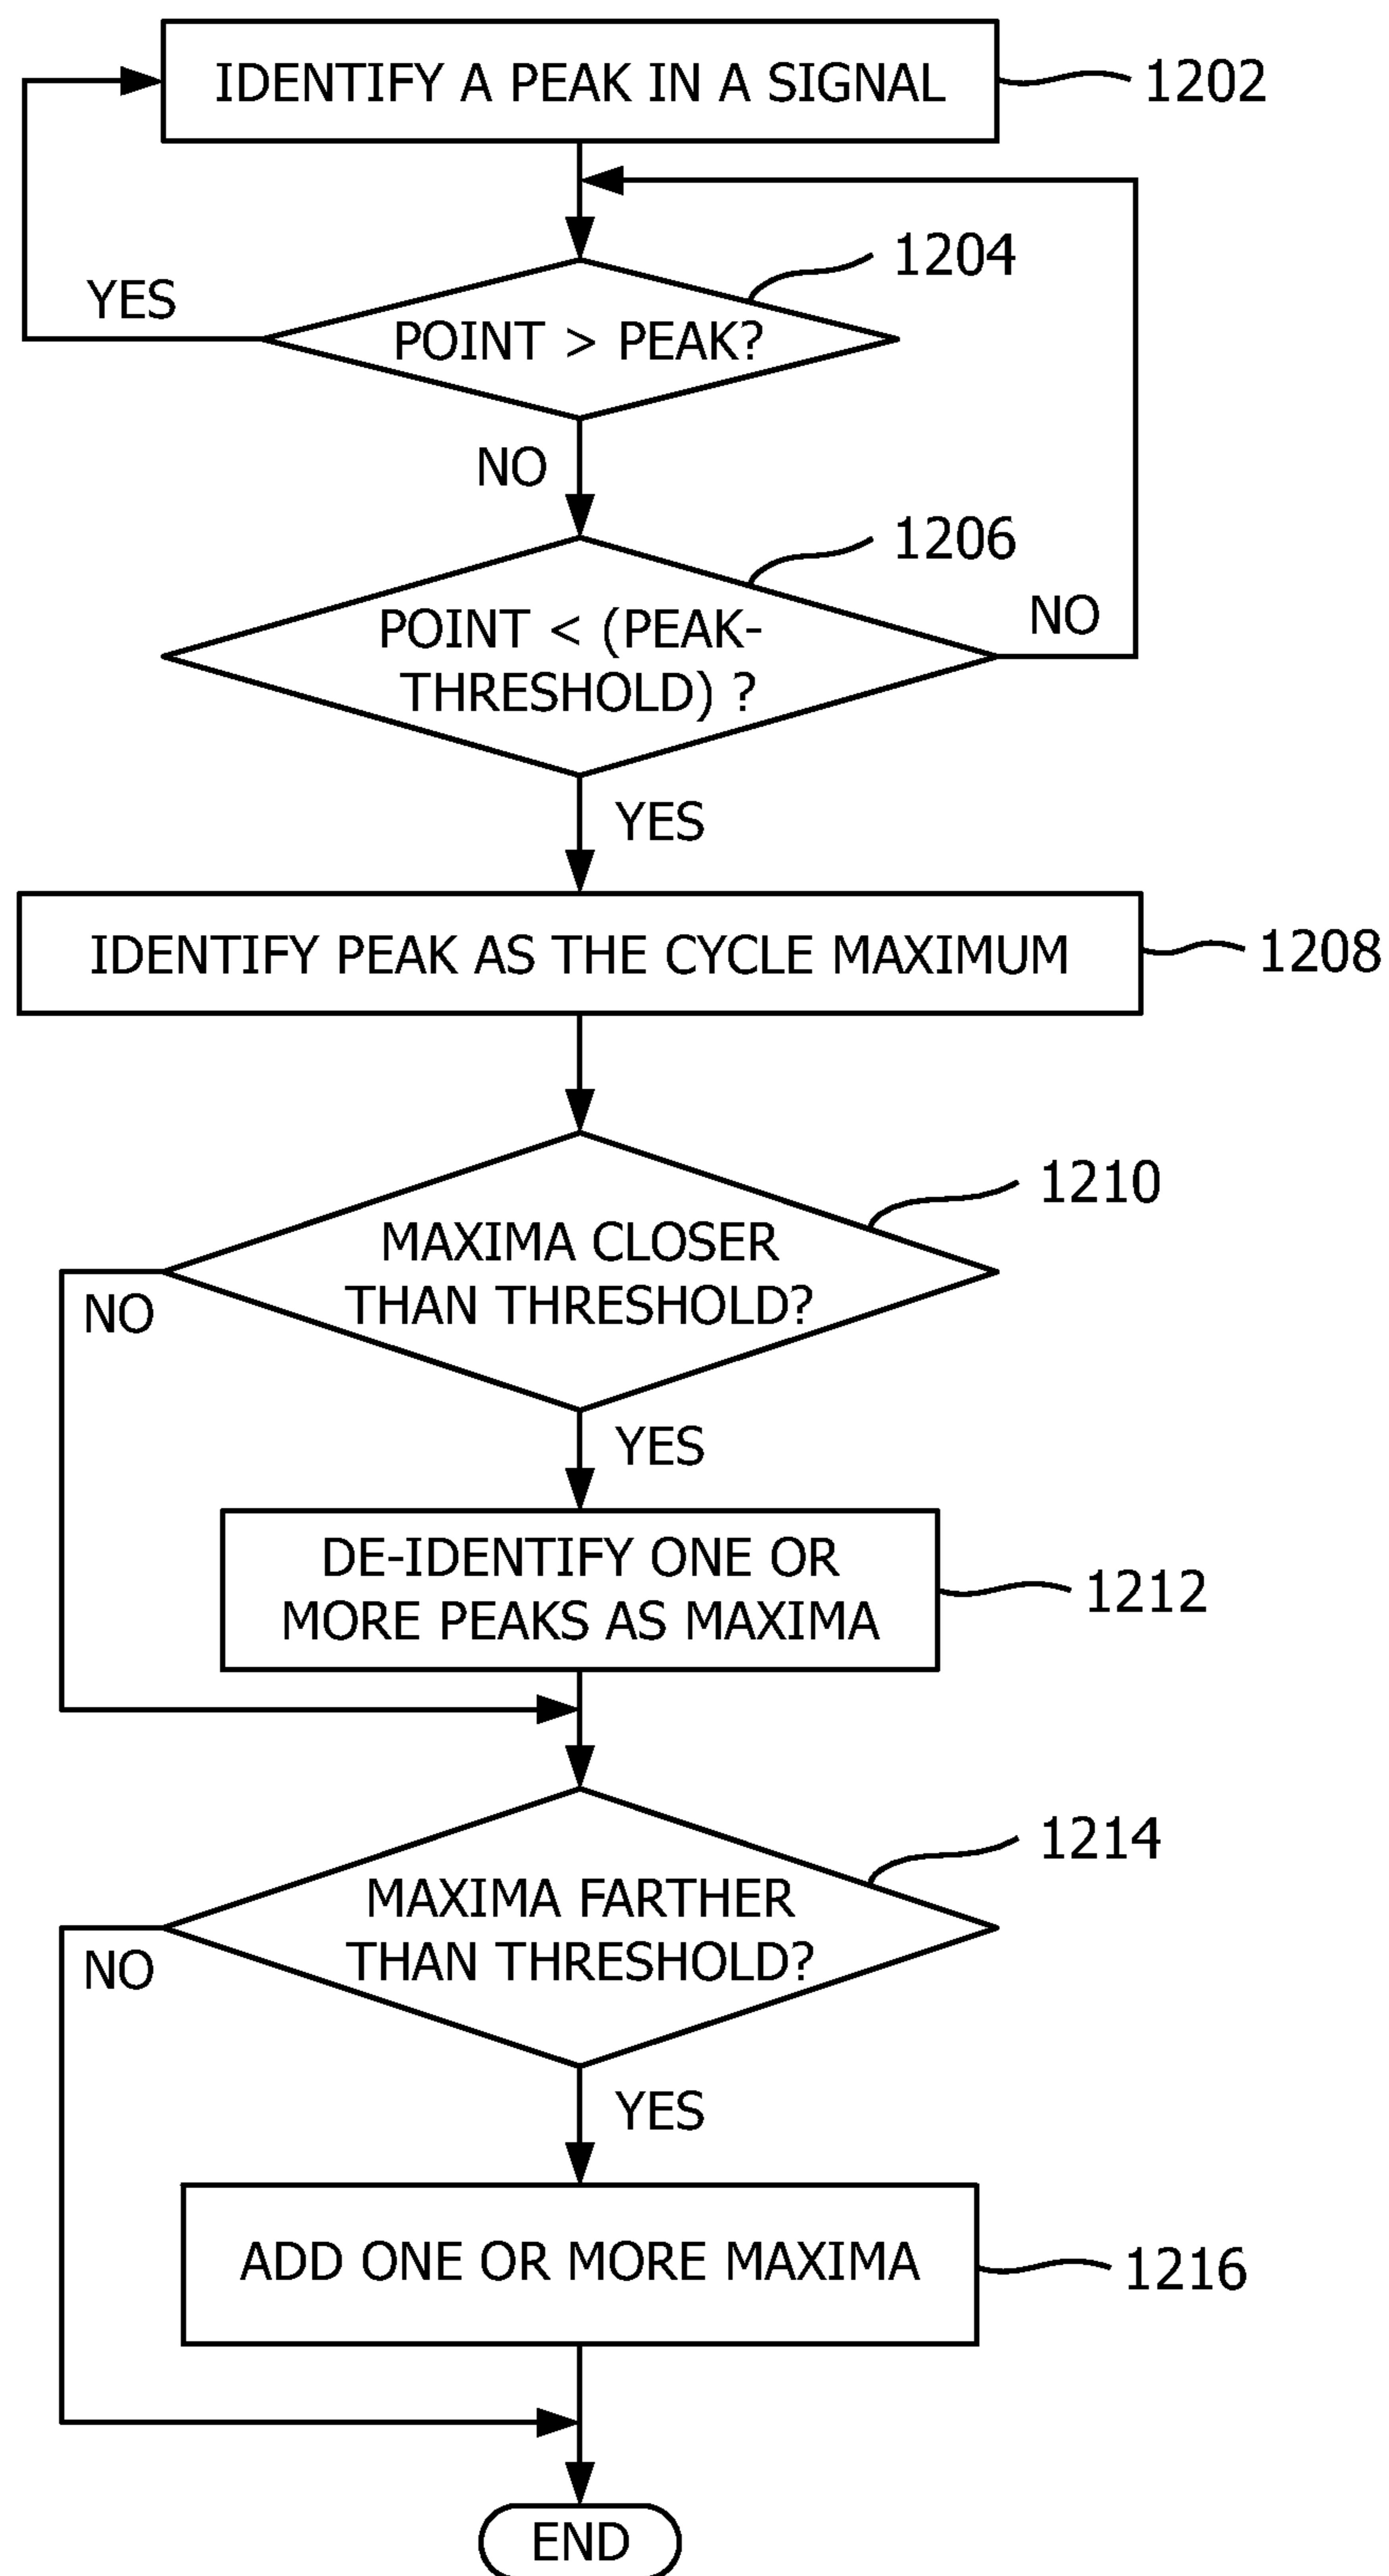 IDENTIFY A PEAK IN A SIGNAL
1202
1204
YES
POINT > PEAK?
NO
1206
POINT < (PEAK-
THRESHOLD) ?
NO
YES
IDENTIFY PEAK AS THE CYCLE MAXIMUM
1208
1210
MAXIMA CLOSER
THAN THRESHOLD?
NO
YES
DE-IDENTIFY ONE OR
MORE PEAKS AS MAXIMA
1212
1214
MAXIMA FARTHER
THAN THRESHOLD?
NO
YES
ADD ONE OR MORE MAXIMA
1216
END